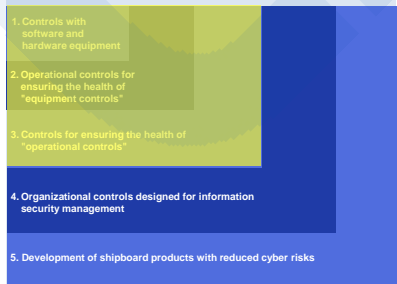 1. Controls with
software and
hardware equipment
2. Operational controls for
ensuring the health of
"equipment controls"
3. Controls for ensuring the health of
"operational controls"
4. Organizational controls designed for information
security management
5. Development of shipboard products with reduced cyber risks